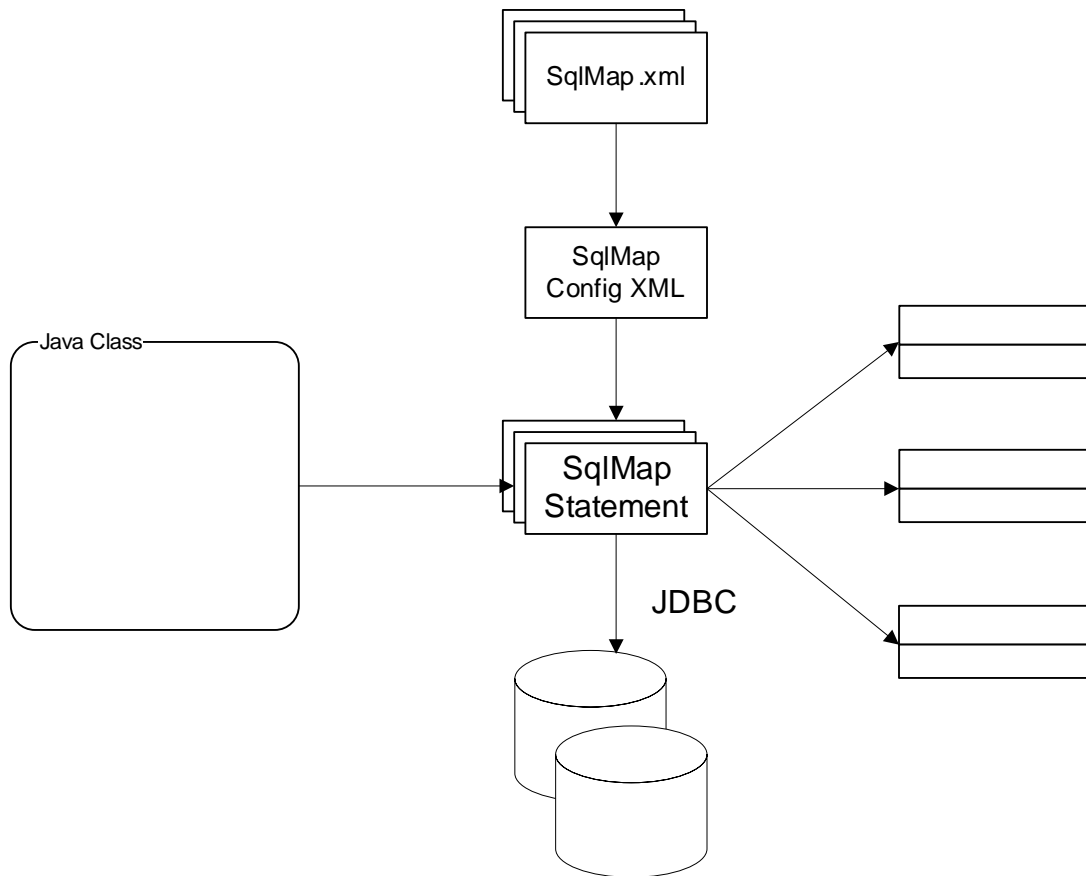 SqlMap.xml
SqlMap
Config XML
Java Class
SqlMap
Statement
JDBC